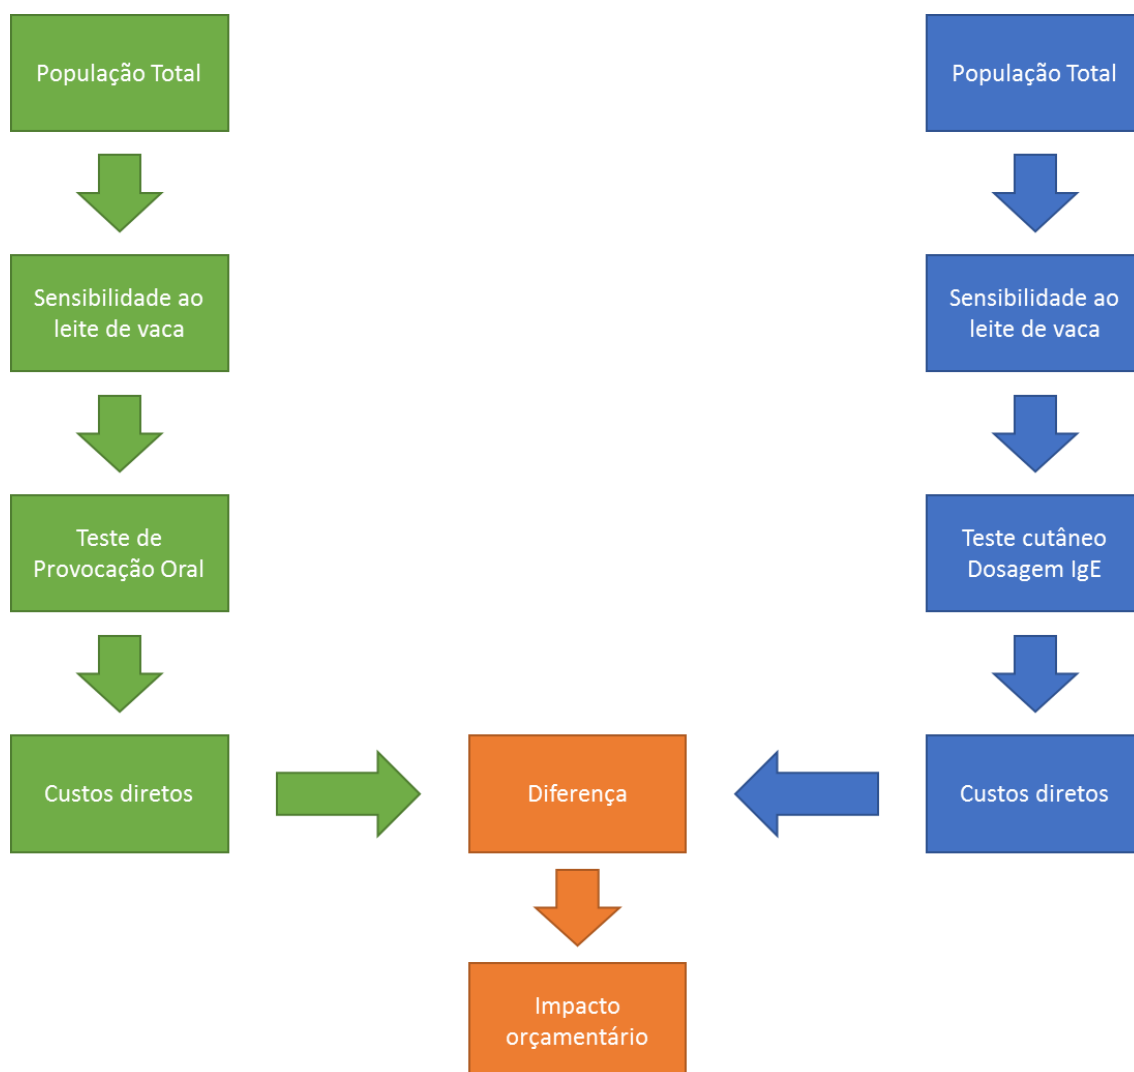 População Total
Sensibilidade ao
leite de vaca
Teste de
Provocação Oral
Custos diretos
População Total
Sensibilidade ao
leite de vaca
Teste cutâneo
Dosagem IgE
Custos diretos
Diferença
Impacto
orçamentário